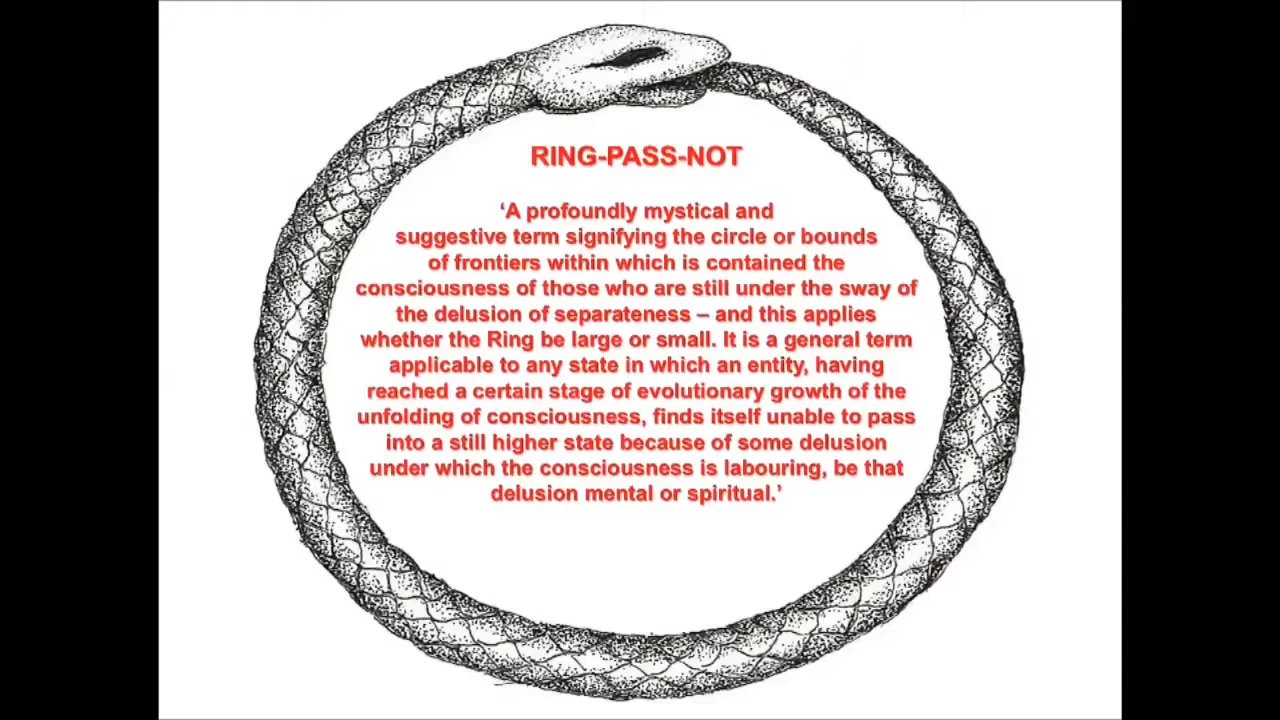 RING-PASS-NOT
‘A profoundly mystical and
suggestive term signifying the circle or bounds
of frontiers within which is contained the
consciousness of those who are still under the sway of
the delusion of separateness – and this applies
whether the Ring be large or small. It is a general term
applicable to any state in which an entity, having
reached a certain stage of evolutionary growth of the
unfolding of consciousness, finds itself unable to pass
into a still higher state because of some delusion
under which the consciousness is labouring, be that
delusion mental or spiritual.’